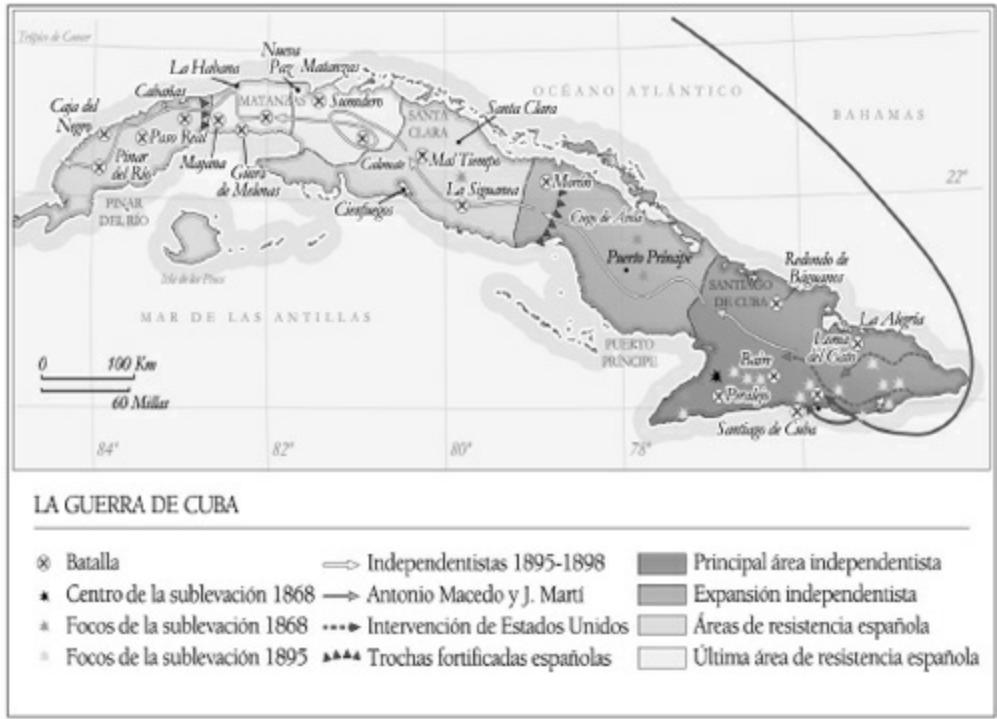 Trópico de Cancer
La Habana
Nueva
Paz
Matanzas
OCÉANO ATLÁNTICO
BAHAMAS
Cabañas
MATANZAS
Sumidero
SANTA
CLARA
Santa Clara
Caja del
Negro
Paso Real
Majana
Güira
de Melenas
Calimete
Mal Tiempo
Pinar
del Río
La Siguanea
Morón
22°
PINAR
DEL RÍO
Cienfuegos
Ciego de Ávila
Isla de los Pinos
Puerto Príncipe
Redondo de
Báguanes
SANTIAGO
DE CUBA
MAR DE LAS ANTILLAS
La Alegría
Loma
del Gato
PUERTO
PRÍNCIPE
Baire
0 100 Km
60 Millas
Peralejo
Santiago de Cuba
84° 82° 80° 78°
LA GUERRA DE CUBA
Batalla
Centro de la sublevación 1868
Focos de la sublevación 1868
Focos de la sublevación 1895
Independentistas 1895-1898
Antonio Macedo y J. Martí
Intervención de Estados Unidos
Trochas fortificadas españolas
Principal área independentista
Expansión independentista
Áreas de resistencia española
Última área de resistencia española